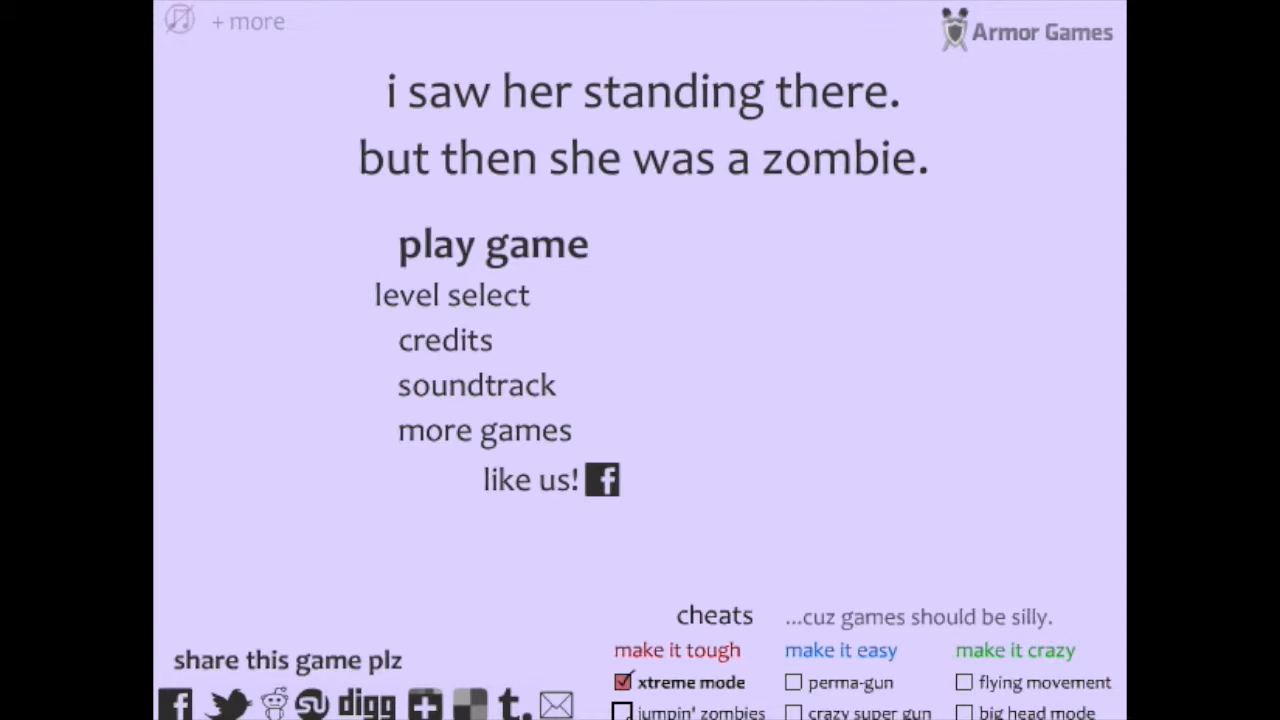 + more
Armor Games
i saw her standing there.
but then she was a zombie.
play game
level select
credits
soundtrack
more games
like us! f
cheats ...cuz games should be silly.
make it tough make it easy make it crazy
share this game plz
xtreme mode perma-gun flying movement
digg t.
jumpin' zombies crazy super gun big head mode